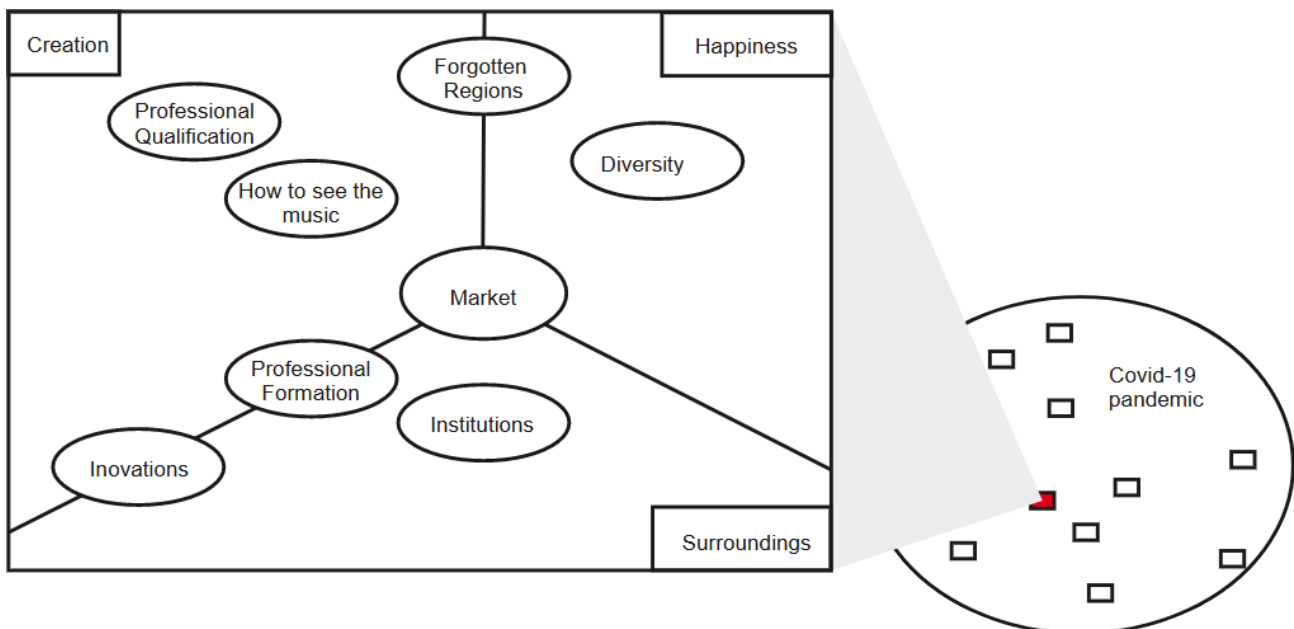 Creation
Happiness
Forgotten
Regions
Professional
Qualification
Diversity
How to see the
music
Market
Professional
Formation
Institutions
Inovations
Surroundings
Covid-19
pandemic